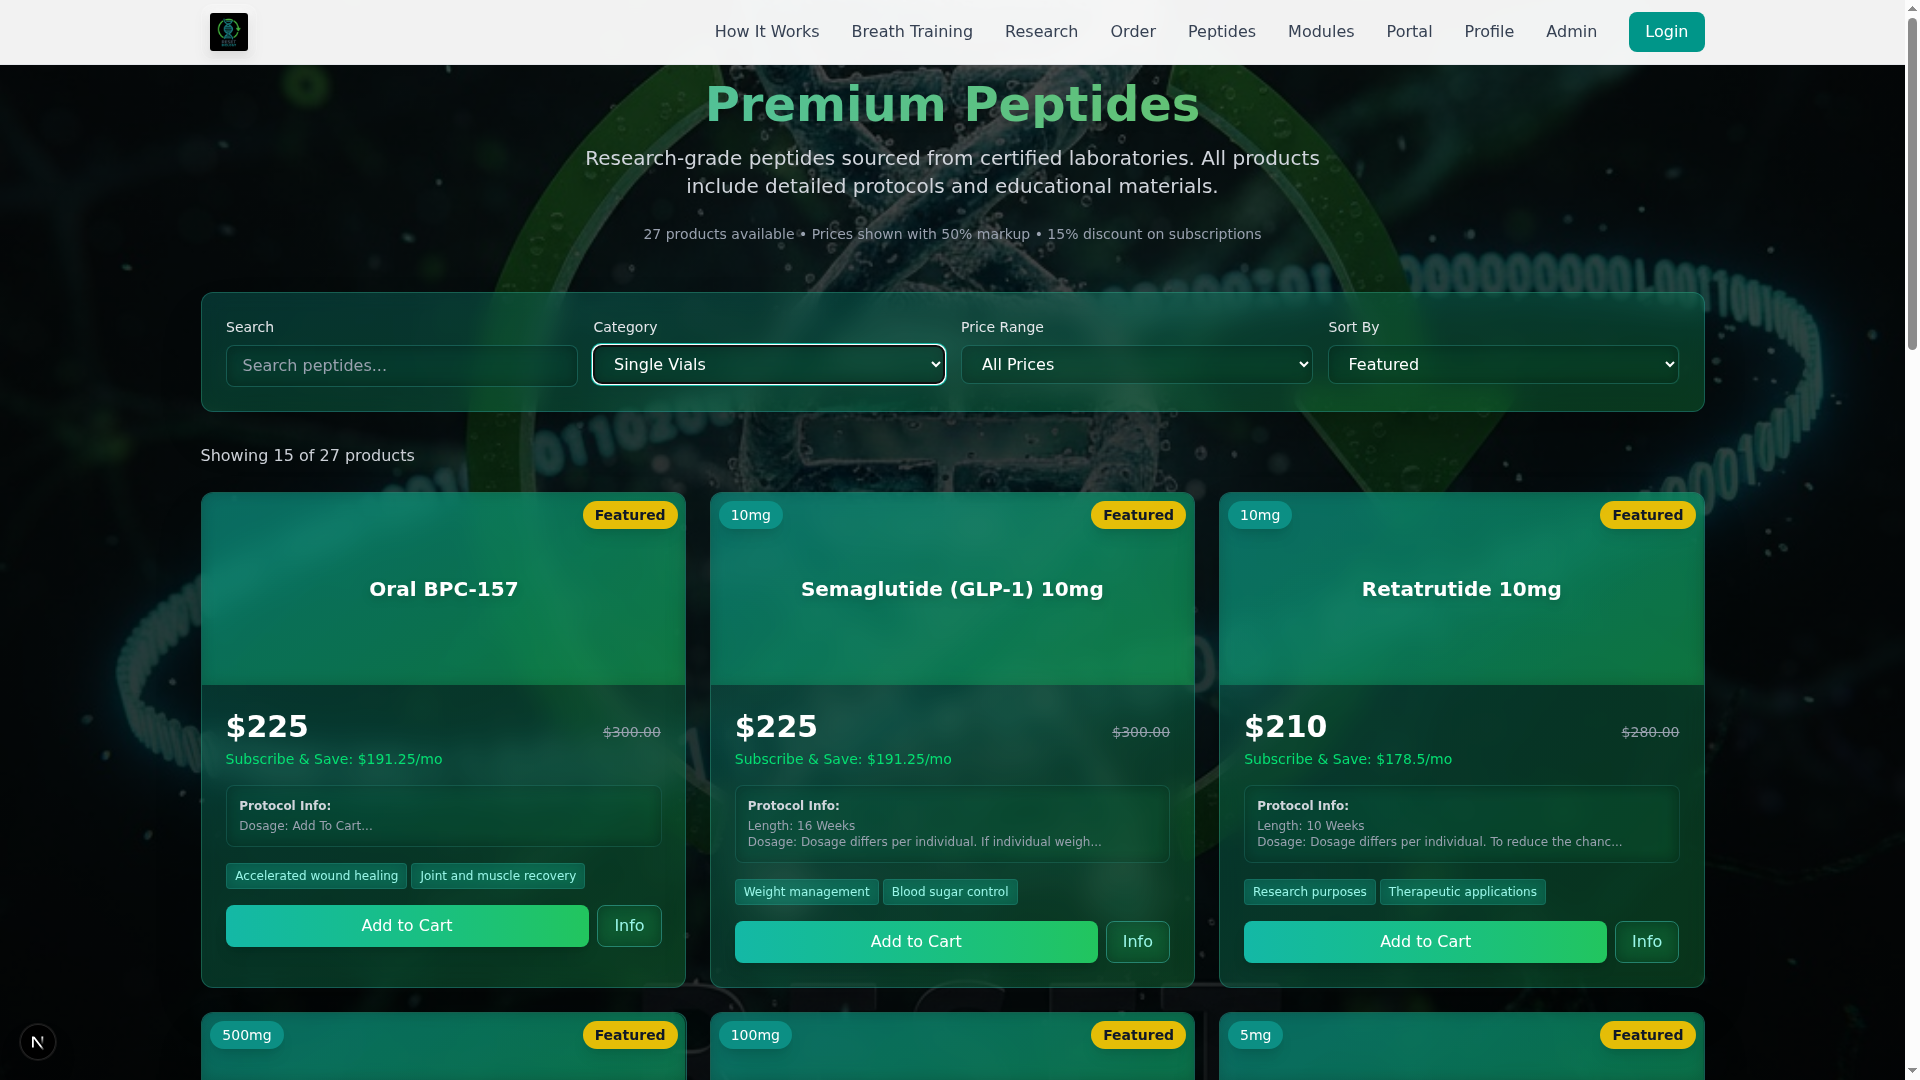 How It Works
Breath Training
Research
Order
Peptides
Modules
Portal
Profile
Admin
Login
Premium Peptides
Research-grade peptides sourced from certified laboratories. All products
include detailed protocols and educational materials.
27 products available • Prices shown with 50% markup • 15% discount on subscriptions
Search
Category
Price Range
Sort By
Search peptides...
Single Vials
All Prices
Featured
Showing 15 of 27 products
Featured
Oral BPC-157
$225
$300.00
Subscribe & Save: $191.25/mo
Protocol Info:
Dosage: Add To Cart...
Accelerated wound healing
Joint and muscle recovery
Add to Cart
Info
10mg
Featured
Semaglutide (GLP-1) 10mg
$225
$300.00
Subscribe & Save: $191.25/mo
Protocol Info:
Length: 16 Weeks
Dosage: Dosage differs per individual. If individual weigh...
Weight management
Blood sugar control
Add to Cart
Info
10mg
Featured
Retatrutide 10mg
$210
$280.00
Subscribe & Save: $178.5/mo
Protocol Info:
Length: 10 Weeks
Dosage: Dosage differs per individual. To reduce the chanc...
Research purposes
Therapeutic applications
Add to Cart
Info
500mg
Featured
100mg
Featured
5mg
Featured
N